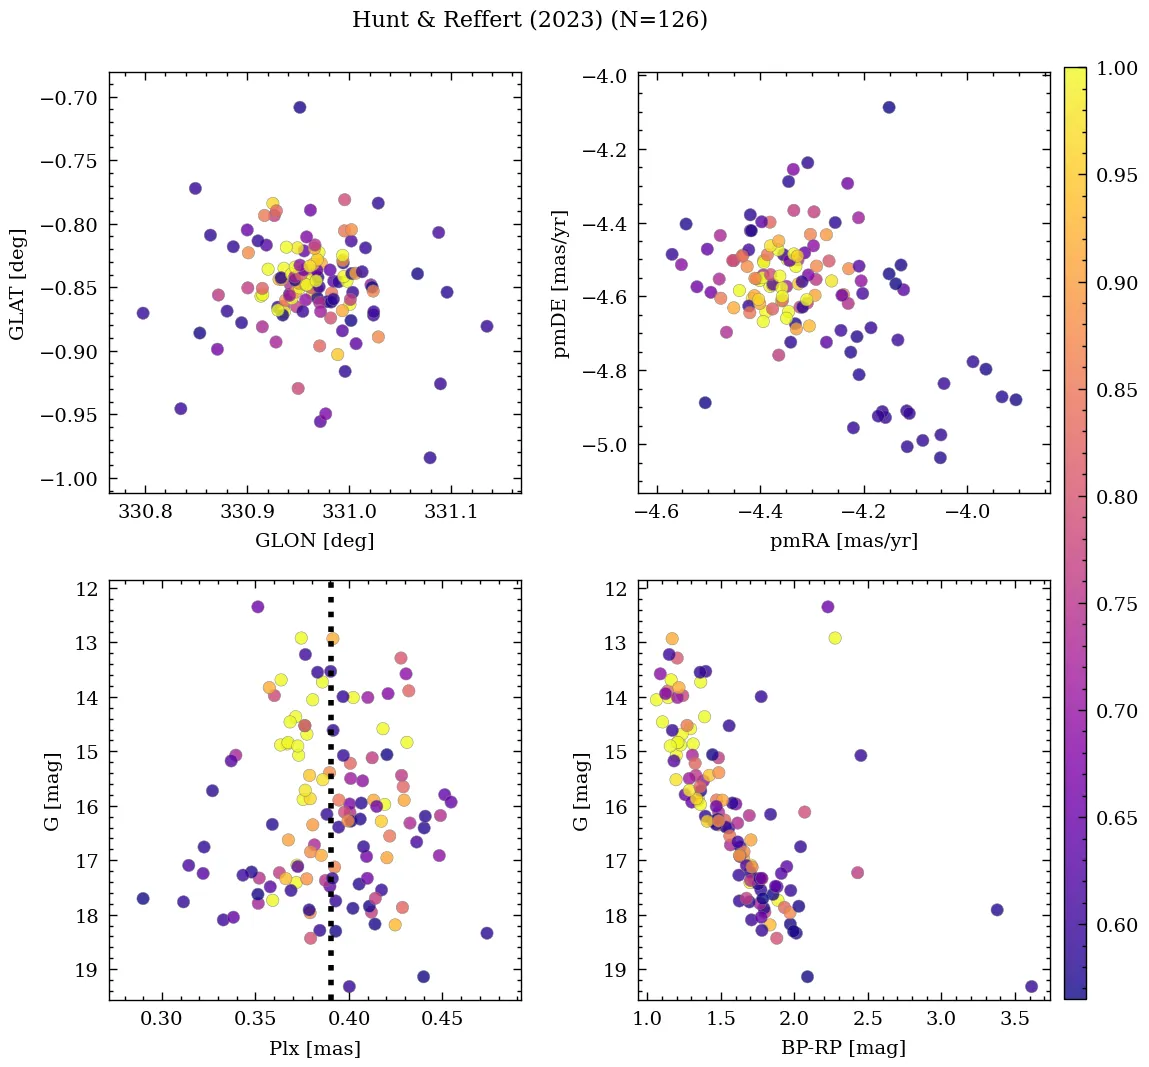 Hunt & Reffert (2023) (N=126)
−0.70
−0.75
−0.80
−0.85
−0.90
−0.95
−1.00
GLAT [deg]
330.8 330.9 331.0 331.1
GLON [deg]
−4.0
−4.2
−4.4
−4.6
−4.8
−5.0
pmDE [mas/yr]
−4.6 −4.4 −4.2 −4.0
pmRA [mas/yr]
12
13
14
15
16
17
18
19
G [mag]
0.30 0.35 0.40 0.45
Plx [mas]
12
13
14
15
16
17
18
19
G [mag]
1.0 1.5 2.0 2.5 3.0 3.5
BP-RP [mag]
1.00
0.95
0.90
0.85
0.80
0.75
0.70
0.65
0.60